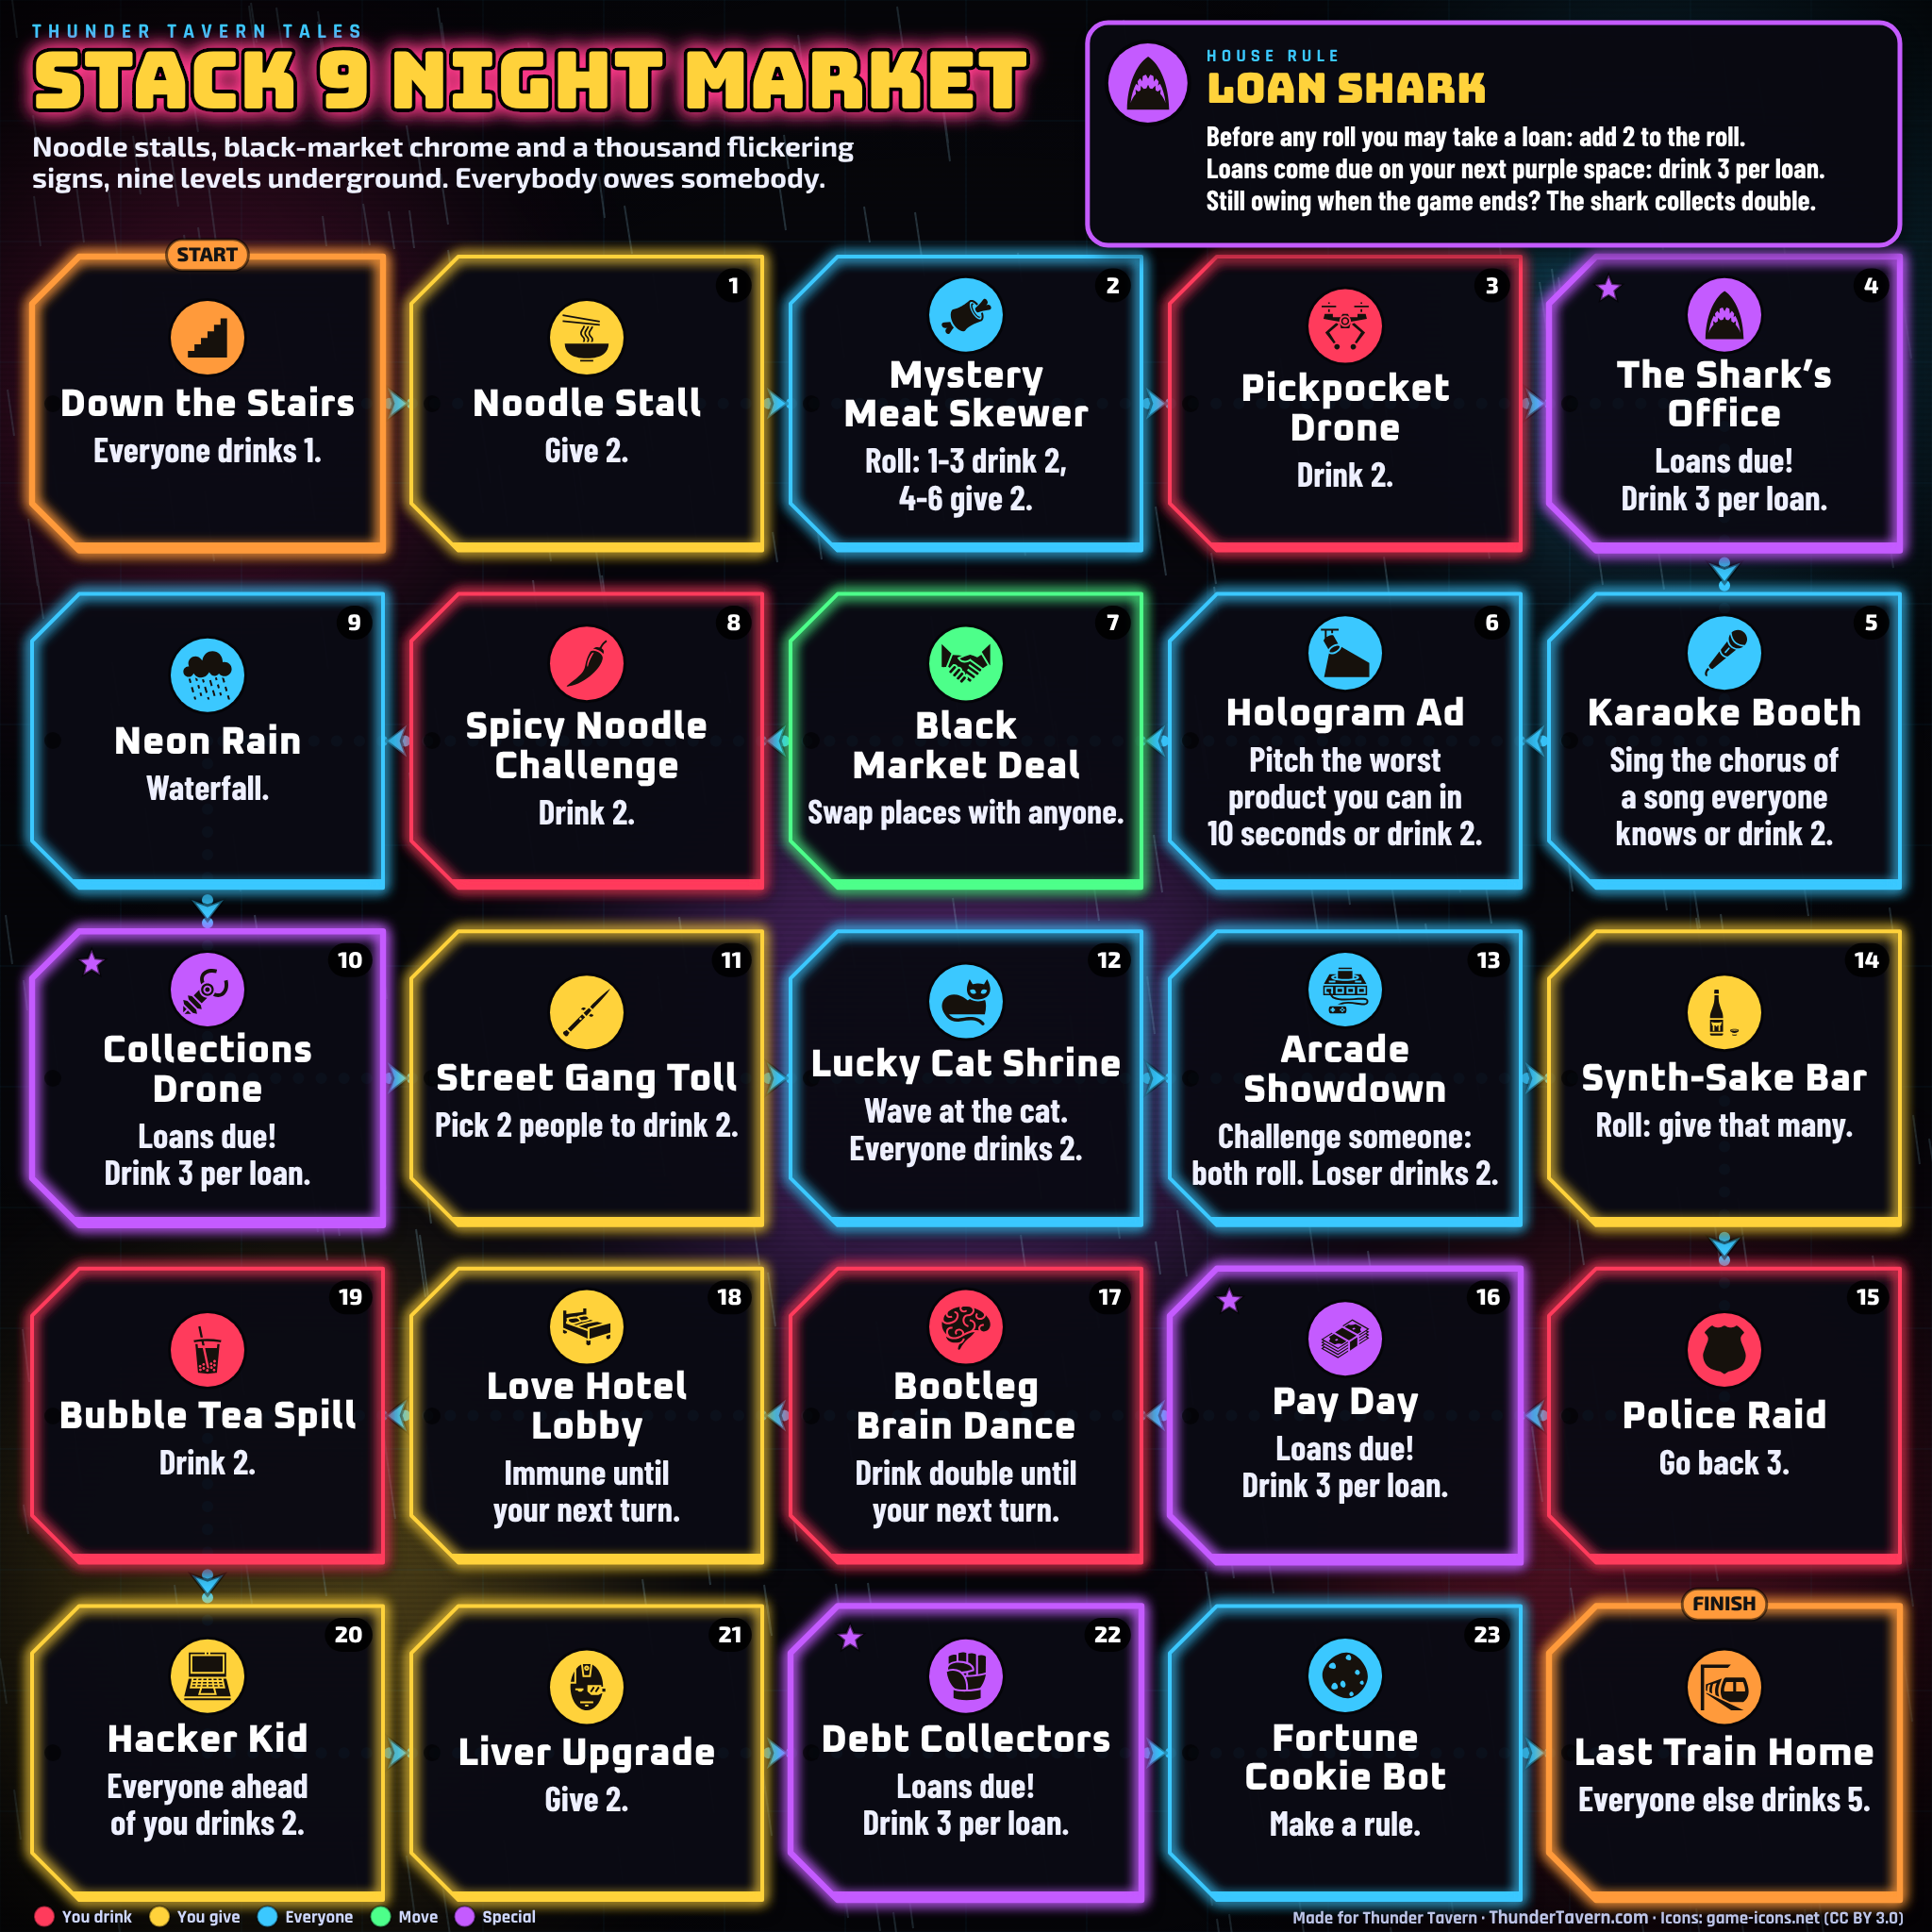 THUNDER TAVERN TALES
STACK 9 NIGHT MARKET
Noodle stalls, black-market chrome and a thousand flickering
signs, nine levels underground. Everybody owes somebody.
HOUSE RULE
LOAN SHARK
Before any roll you may take a loan: add 2 to the roll.
Loans come due on your next purple space: drink 3 per loan.
Still owing when the game ends? The shark collects double.
START
Down the Stairs
Everyone drinks 1.
1
Noodle Stall
Give 2.
2
Mystery
Meat Skewer
Roll: 1-3 drink 2,
4-6 give 2.
3
Pickpocket
Drone
Drink 2.
4
The Shark's
Office
Loans due!
Drink 3 per loan.
9
Neon Rain
Waterfall.
8
Spicy Noodle
Challenge
Drink 2.
7
Black
Market Deal
Swap places with anyone.
6
Hologram Ad
Pitch the worst
product you can in
10 seconds or drink 2.
5
Karaoke Booth
Sing the chorus of
a song everyone
knows or drink 2.
10
Collections
Drone
Loans due!
Drink 3 per loan.
11
Street Gang Toll
Pick 2 people to drink 2.
12
Lucky Cat Shrine
Wave at the cat.
Everyone drinks 2.
13
Arcade
Showdown
Challenge someone:
both roll. Loser drinks 2.
14
Synth-Sake Bar
Roll: give that many.
19
Bubble Tea Spill
Drink 2.
18
Love Hotel
Lobby
Immune until
your next turn.
17
Bootleg
Brain Dance
Drink double until
your next turn.
16
Pay Day
Loans due!
Drink 3 per loan.
15
Police Raid
Go back 3.
20
Hacker Kid
Everyone ahead
of you drinks 2.
21
Liver Upgrade
Give 2.
22
Debt Collectors
Loans due!
Drink 3 per loan.
23
Fortune
Cookie Bot
Make a rule.
FINISH
Last Train Home
Everyone else drinks 5.
You drink You give Everyone Move Special
Made for Thunder Tavern · ThunderTavern.com · Icons: game-icons.net (CC BY 3.0)